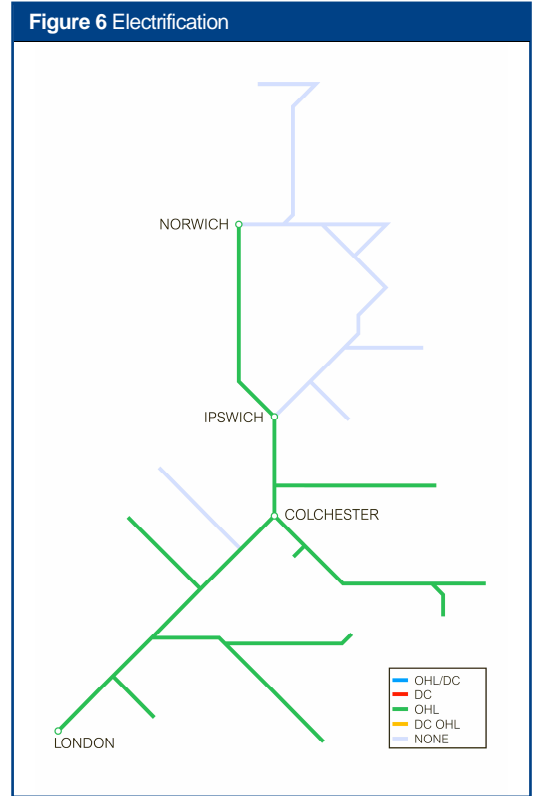 Figure 6 Electrification
NORWICH
IPSWICH
COLCHESTER
OHL/DC
DC
OHL
DC OHL
NONE
LONDON